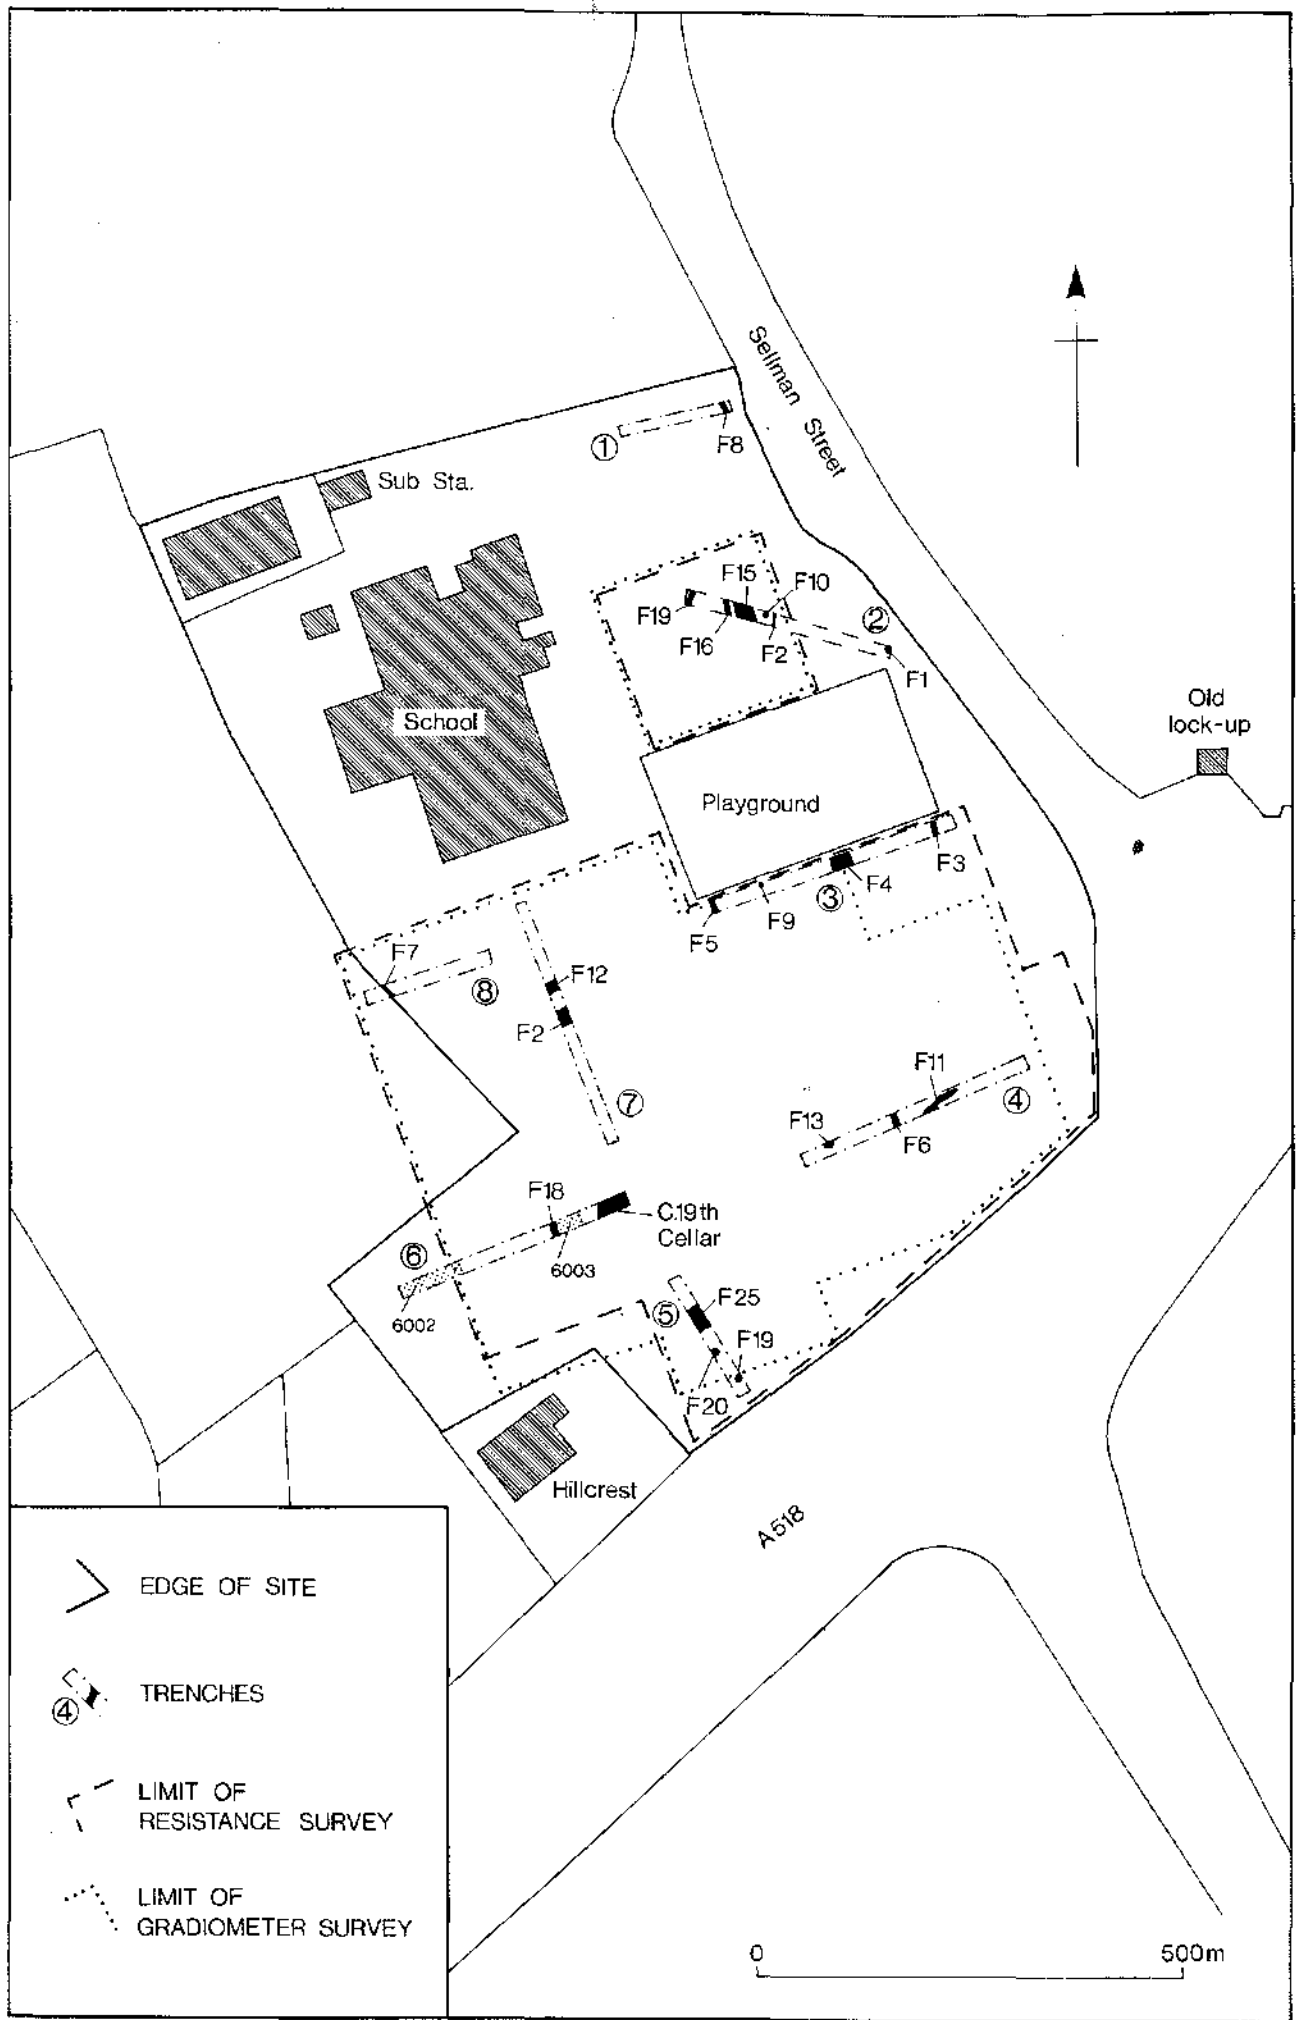 Sellman Street
①
F8
Sub Sta.
F15
F10
F19
F16
F2
②
F1
School
Old
lock-up
Playground
F3
F4
③
F9
F5
F7
⑧
F12
F2
⑦
F11
④
F13
F6
F18
C.19th
Cellar
⑥
6003
6002
⑤
F25
F19
F20
Hillcrest
A518
EDGE OF SITE
④
TRENCHES
LIMIT OF
RESISTANCE SURVEY
LIMIT OF
GRADIOMETER SURVEY
0
500m